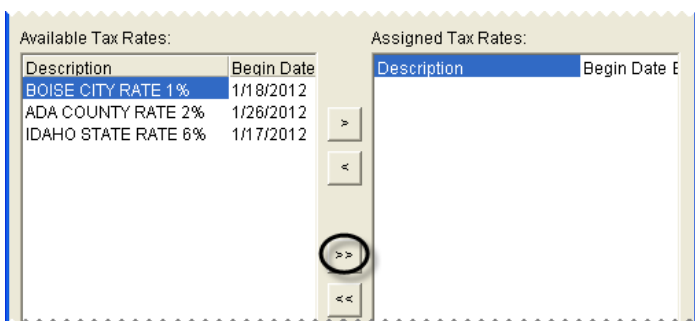 Available Tax Rates: Assigned Tax Rates:
Description Begin Date Description Begin Date E
BOISE CITY RATE 1% 1/18/2012
ADA COUNTY RATE 2% 1/26/2012
IDAHO STATE RATE 6% 1/17/2012
>
<
>>
<<